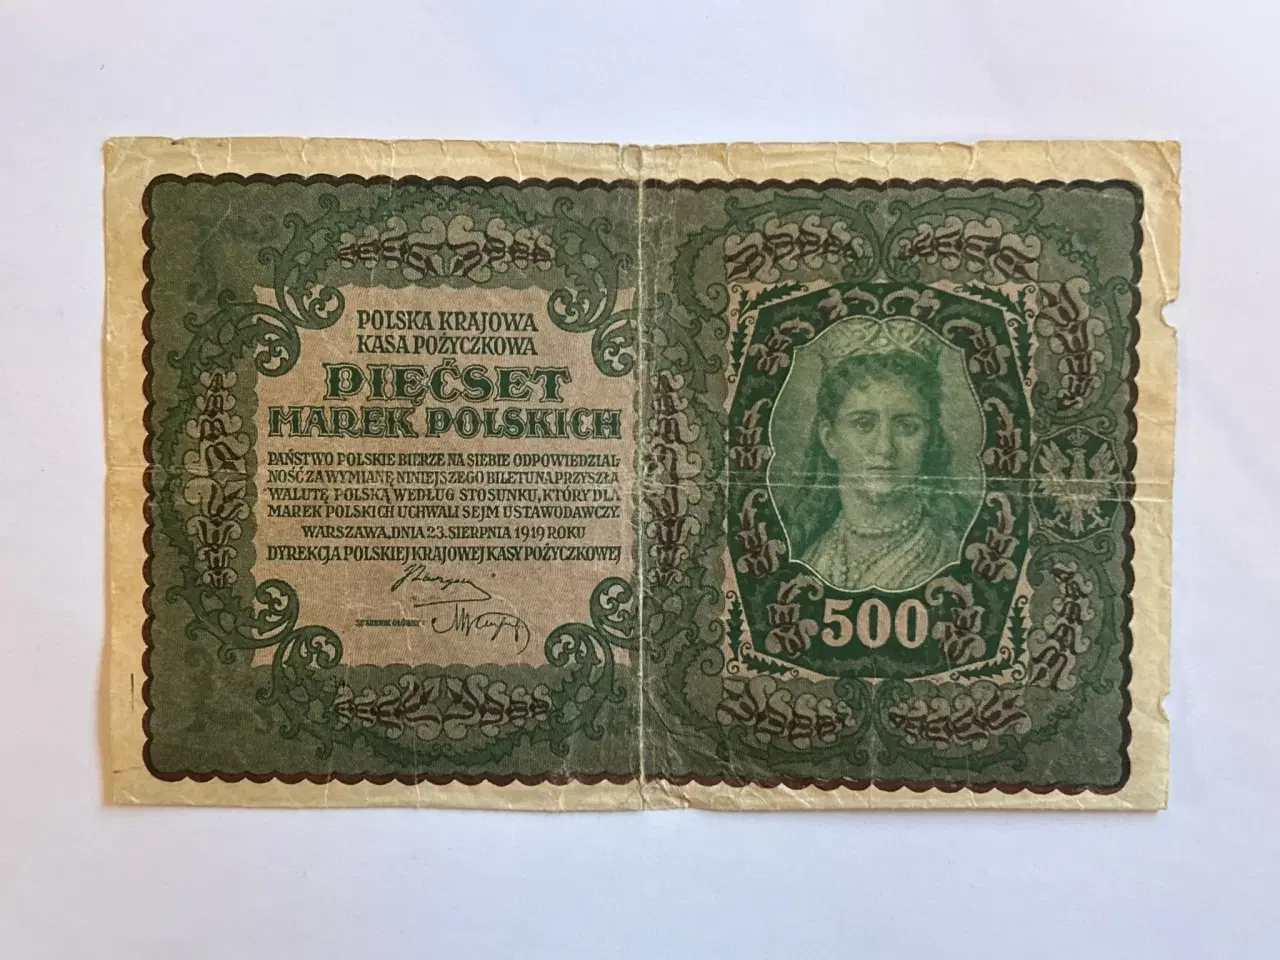 POLSKA KRAJOWA
KASA POŻYCZKOWA
PIĘĆSET
MAREK POLSKICH
PAŃSTWO POLSKIE BIERZE NA SIEBIE ODPOWIEDZIAL
NOŚĆ ZA WYMIANĘ NINIEJSZEGO BILETU NA PRZYSZŁĄ
WALUTĘ POLSKĄ WEDŁUG STOSUNKU, KTÓRY DLA
MAREK POLSKICH UCHWALI SEJM USTAWODAWCZY.
WARSZAWA, DNIA 23. SIERPNIA 1919 ROKU
DYREKCJA POLSKIEJ KRAJOWEJ KASY POŻYCZKOWEJ
SKARBNIK GŁÓWNY:
500